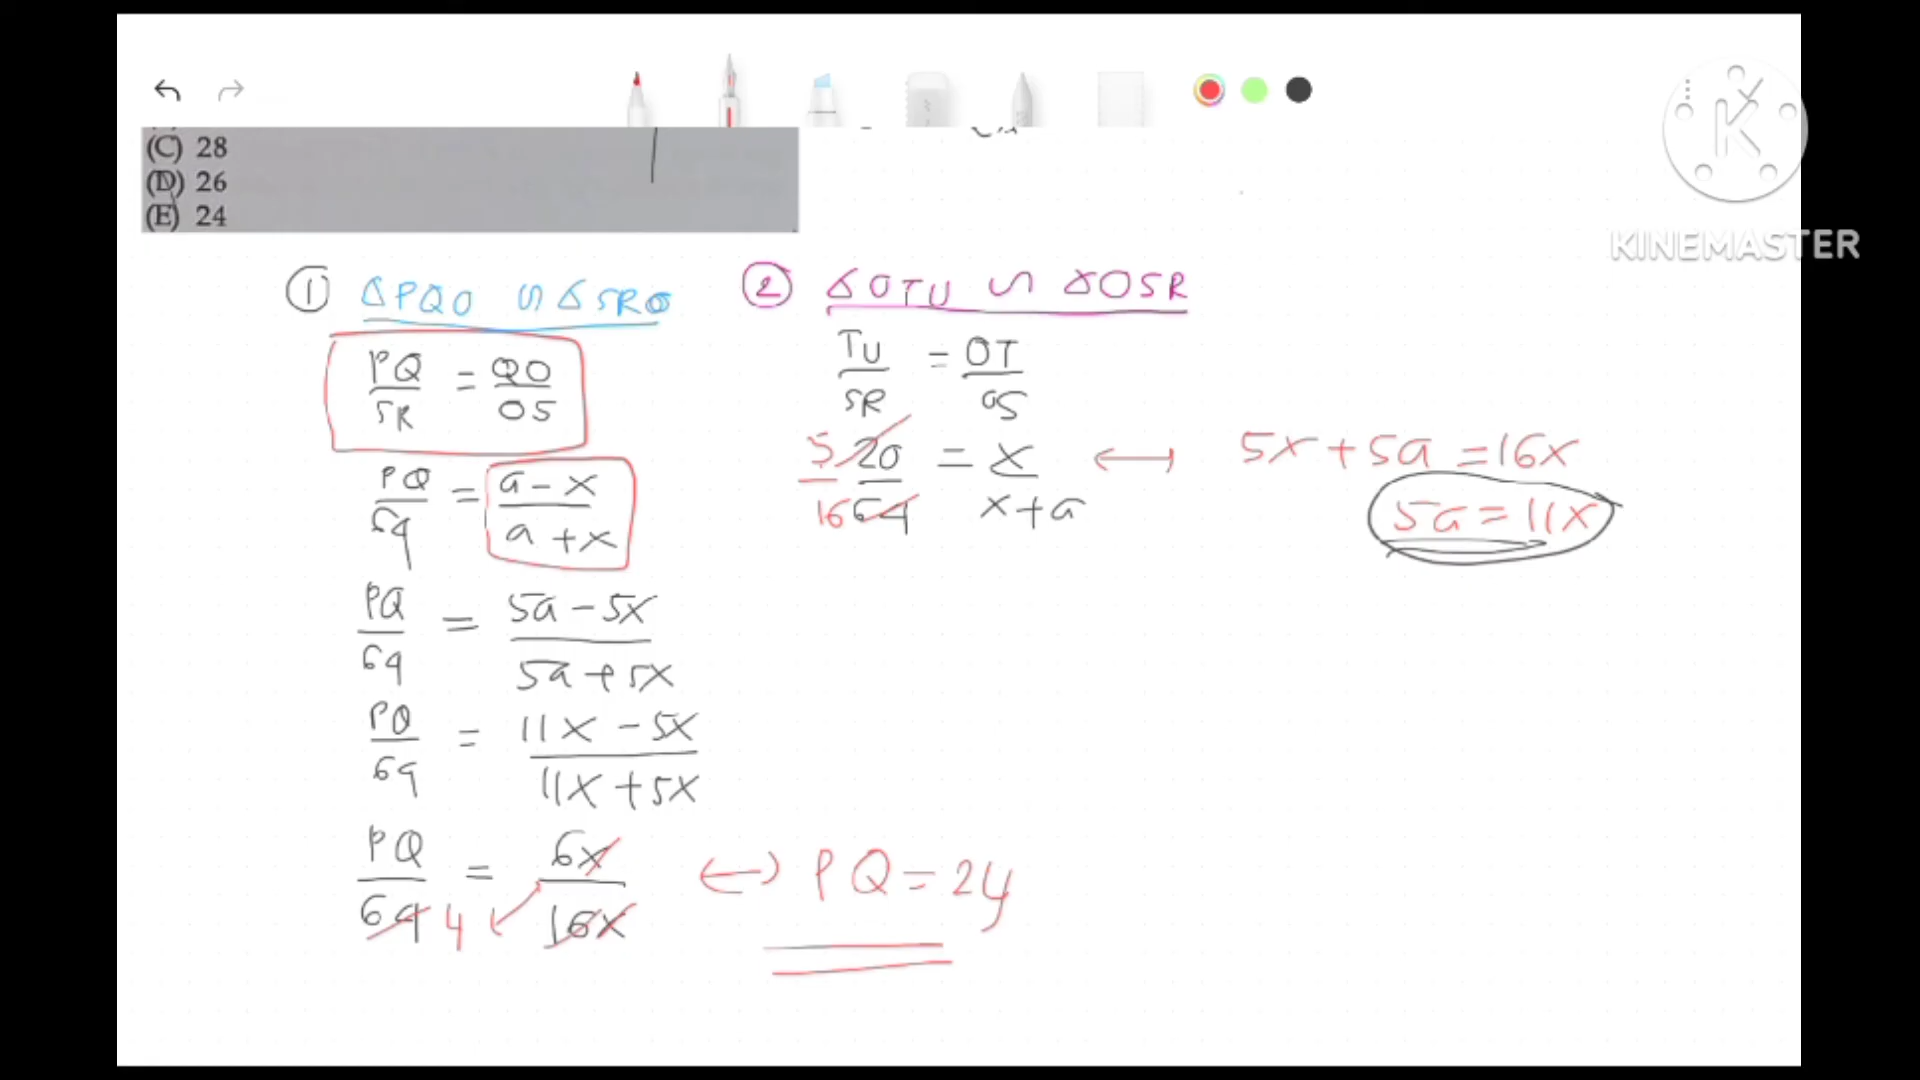 (C) 28
(D) 26
(E) 24
KINEMASTER
① ΔPQO ∽ ΔSRO
PQ/SR = QO/OS
PQ/64 = a-x/a+x
PQ/64 = 5a-5x/5a+5x
PQ/64 = 11x-5x/11x+5x
PQ/64 4 = 6x/16x ↔ PQ=24
② ΔOTU ∽ ΔOSR
TU/SR = OT/OS
5/16 20/64 = x/x+a ↔ 5x+5a=16x
5a=11x